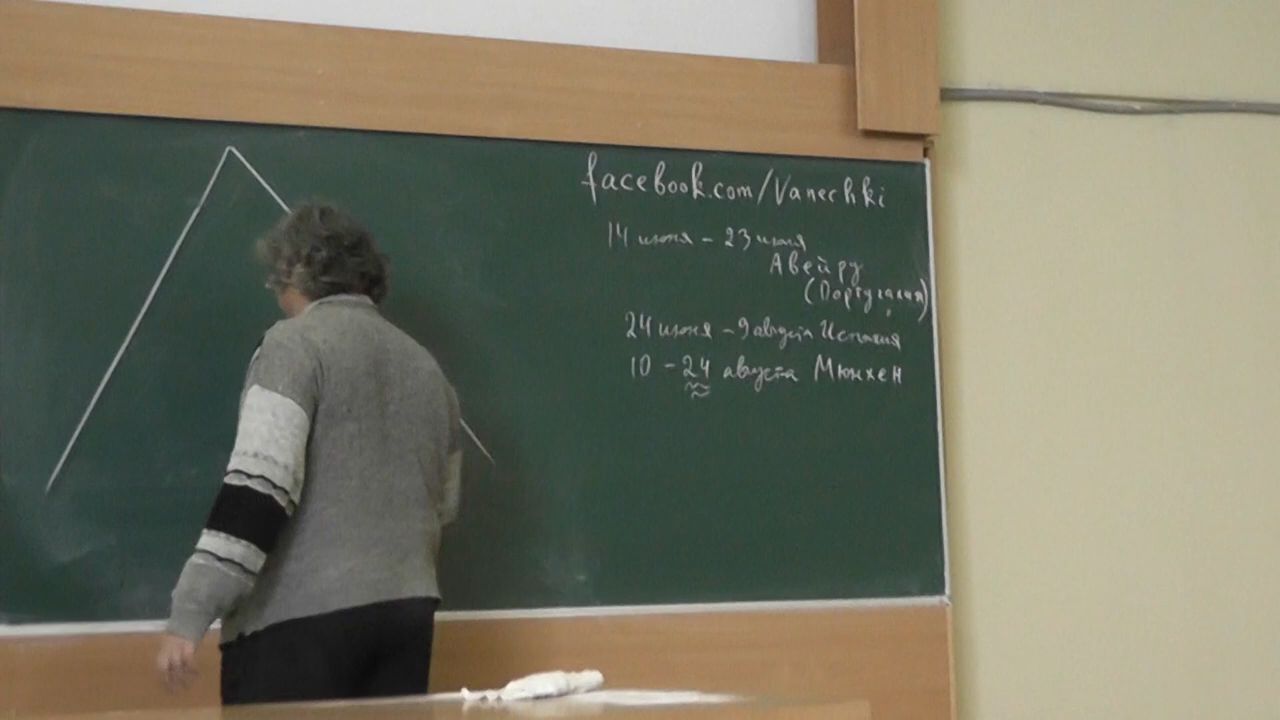 facebook.com/Vanechki
14 июня - 23 июня
Авейру
(Португалия)
24 июня - 9 августа Испания
10 - 24 августа Мюнхен